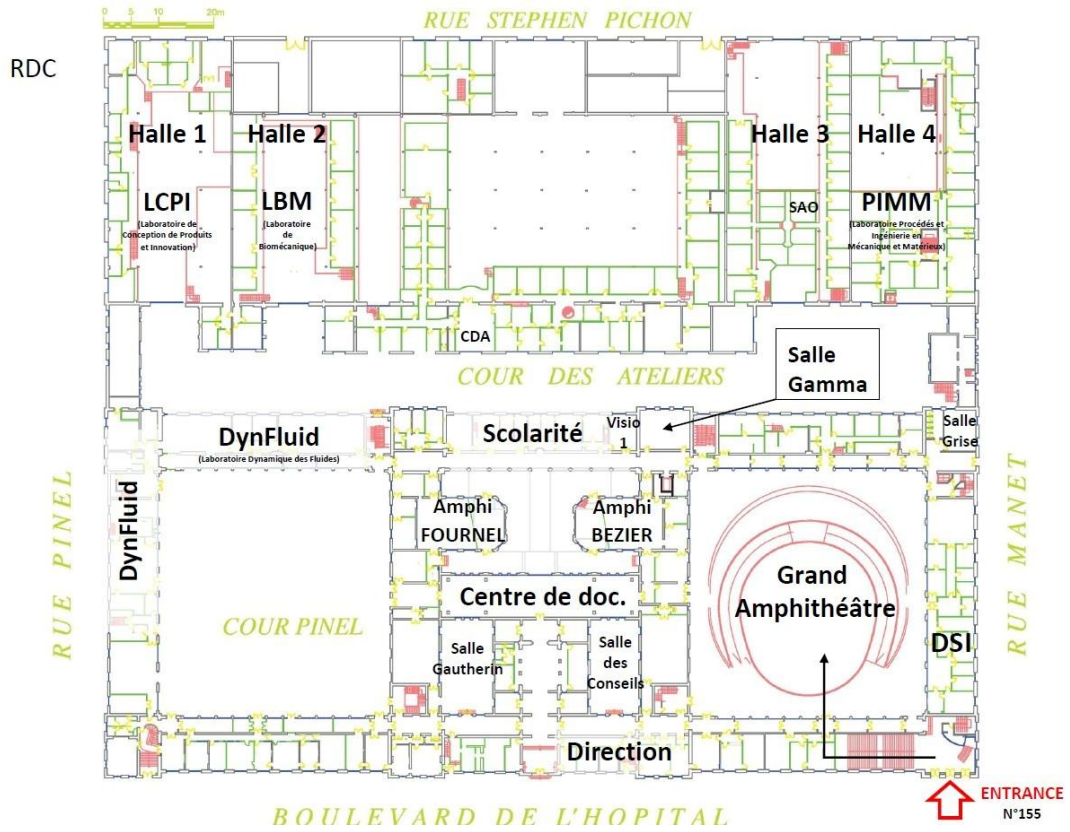 0 10 20m
RUE STEPHEN PICHON
RDC
Halle 1
Halle 2
Halle 3
Halle 4
LCPI
(Laboratoire de
Conception de Produits
et Innovation)
LBM
(Laboratoire
de
Biomécanique)
SAO
PIMM
(Laboratoire Procédés et
Ingénierie en
Mécanique et Matérieux)
CDA
COUR DES ATELIERS
Salle
Gamma
DynFluid
(Laboratoire Dynamique des Fluides)
Scolarité
Visio
1
Salle
Grise
RUE PINEL
DynFluid
Amphi
FOURNEL
Amphi
BEZIER
RUE MANET
Grand
Amphithéâtre
Centre de doc.
COUR PINEL
Salle
Gautherin
Salle
des
Conseils
DSI
Direction
ENTRANCE
N°155
BOULEVARD DE L'HOPITAL